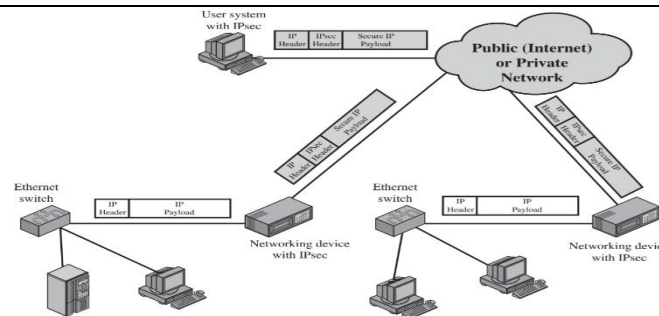 User system
with IPsec
IP
Header
IPsec
Header
Secure IP
Payload
Public (Internet)
or Private
Network
IP
Header
IPsec
Header
Secure IP
Payload
IP
Header
IPsec
Header
Secure IP
Payload
Ethernet
switch
IP
Header
IP
Payload
Networking device
with IPsec
Ethernet
switch
IP
Header
IP
Payload
Networking device
with IPsec